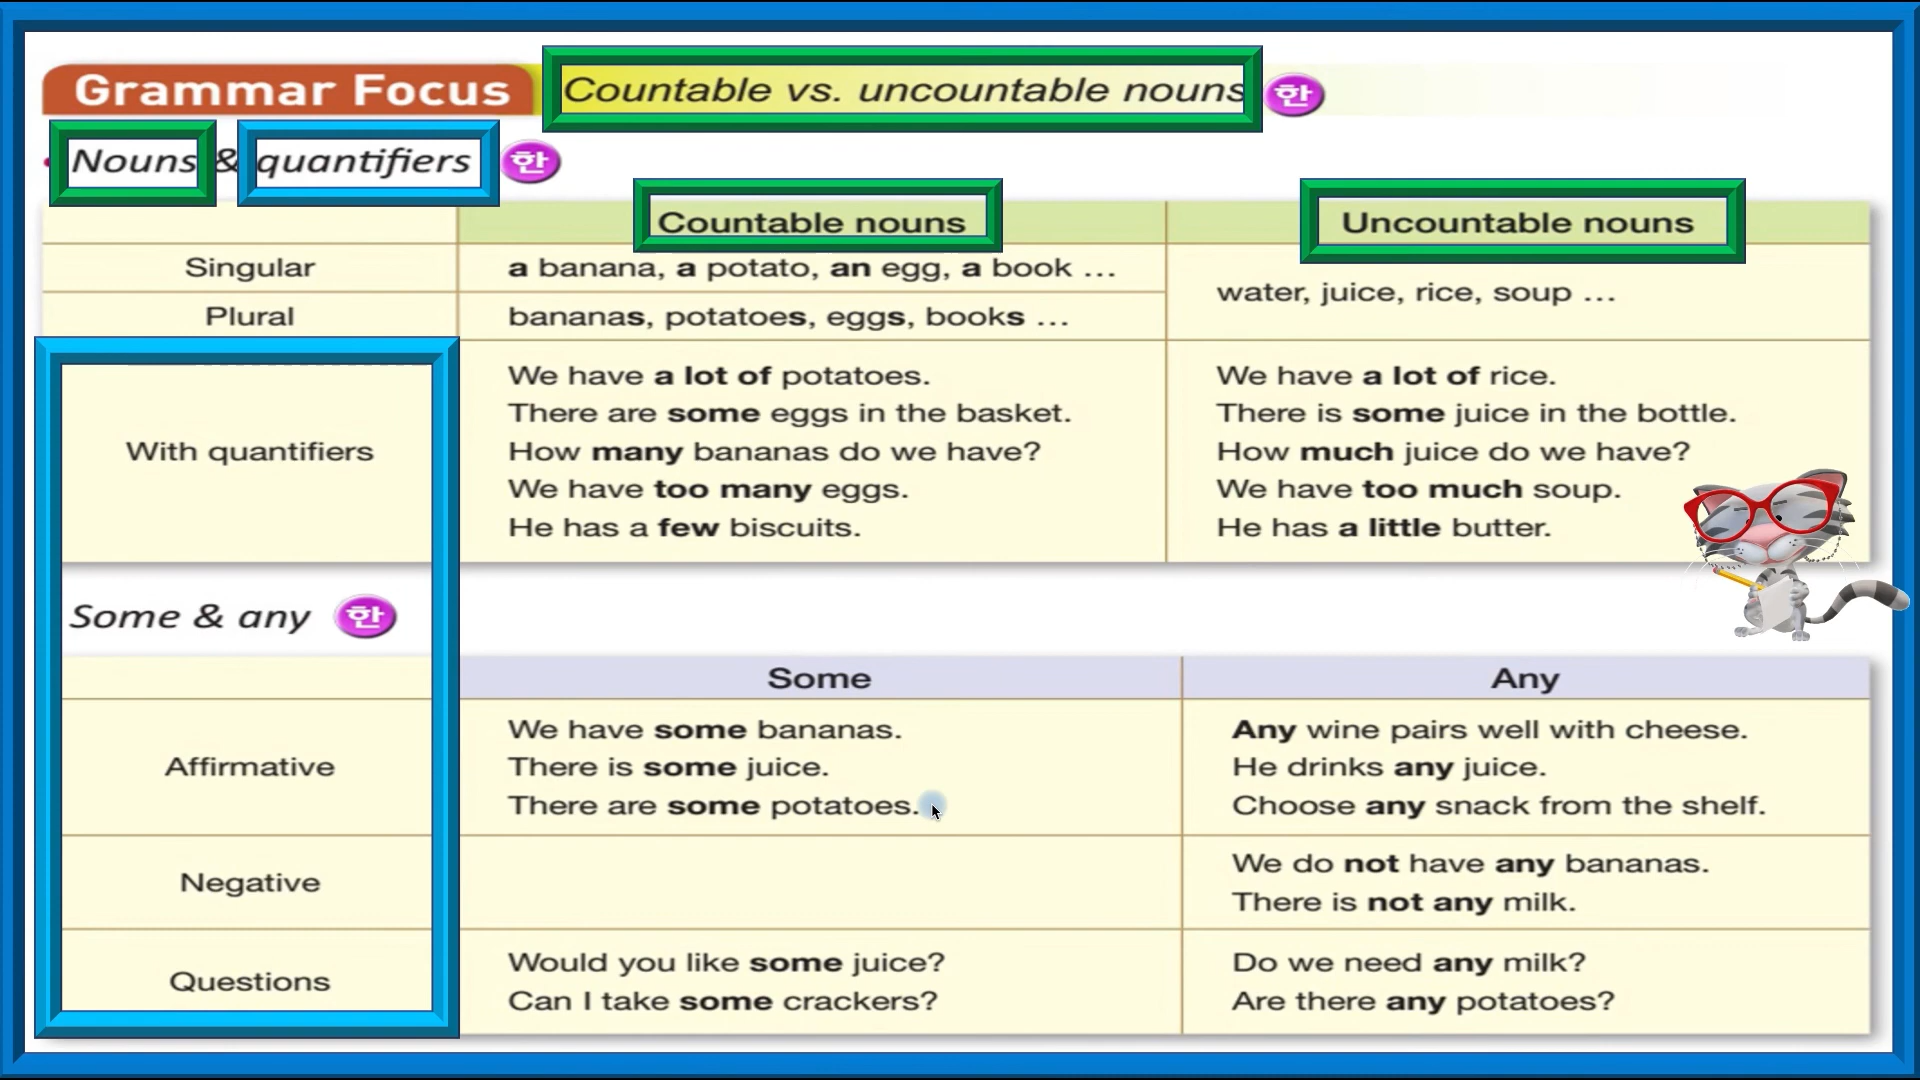 Grammar Focus Countable vs. uncountable nouns 한
Nouns & quantifiers 한
Countable nouns Uncountable nouns
Singular a banana, a potato, an egg, a book ... water, juice, rice, soup ...
Plural bananas, potatoes, eggs, books ...
With quantifiers
We have a lot of potatoes.
There are some eggs in the basket.
How many bananas do we have?
We have too many eggs.
He has a few biscuits.
We have a lot of rice.
There is some juice in the bottle.
How much juice do we have?
We have too much soup.
He has a little butter.
Some & any 한
Some Any
Affirmative
We have some bananas.
There is some juice.
There are some potatoes.
Any wine pairs well with cheese.
He drinks any juice.
Choose any snack from the shelf.
Negative
We do not have any bananas.
There is not any milk.
Questions
Would you like some juice?
Can I take some crackers?
Do we need any milk?
Are there any potatoes?